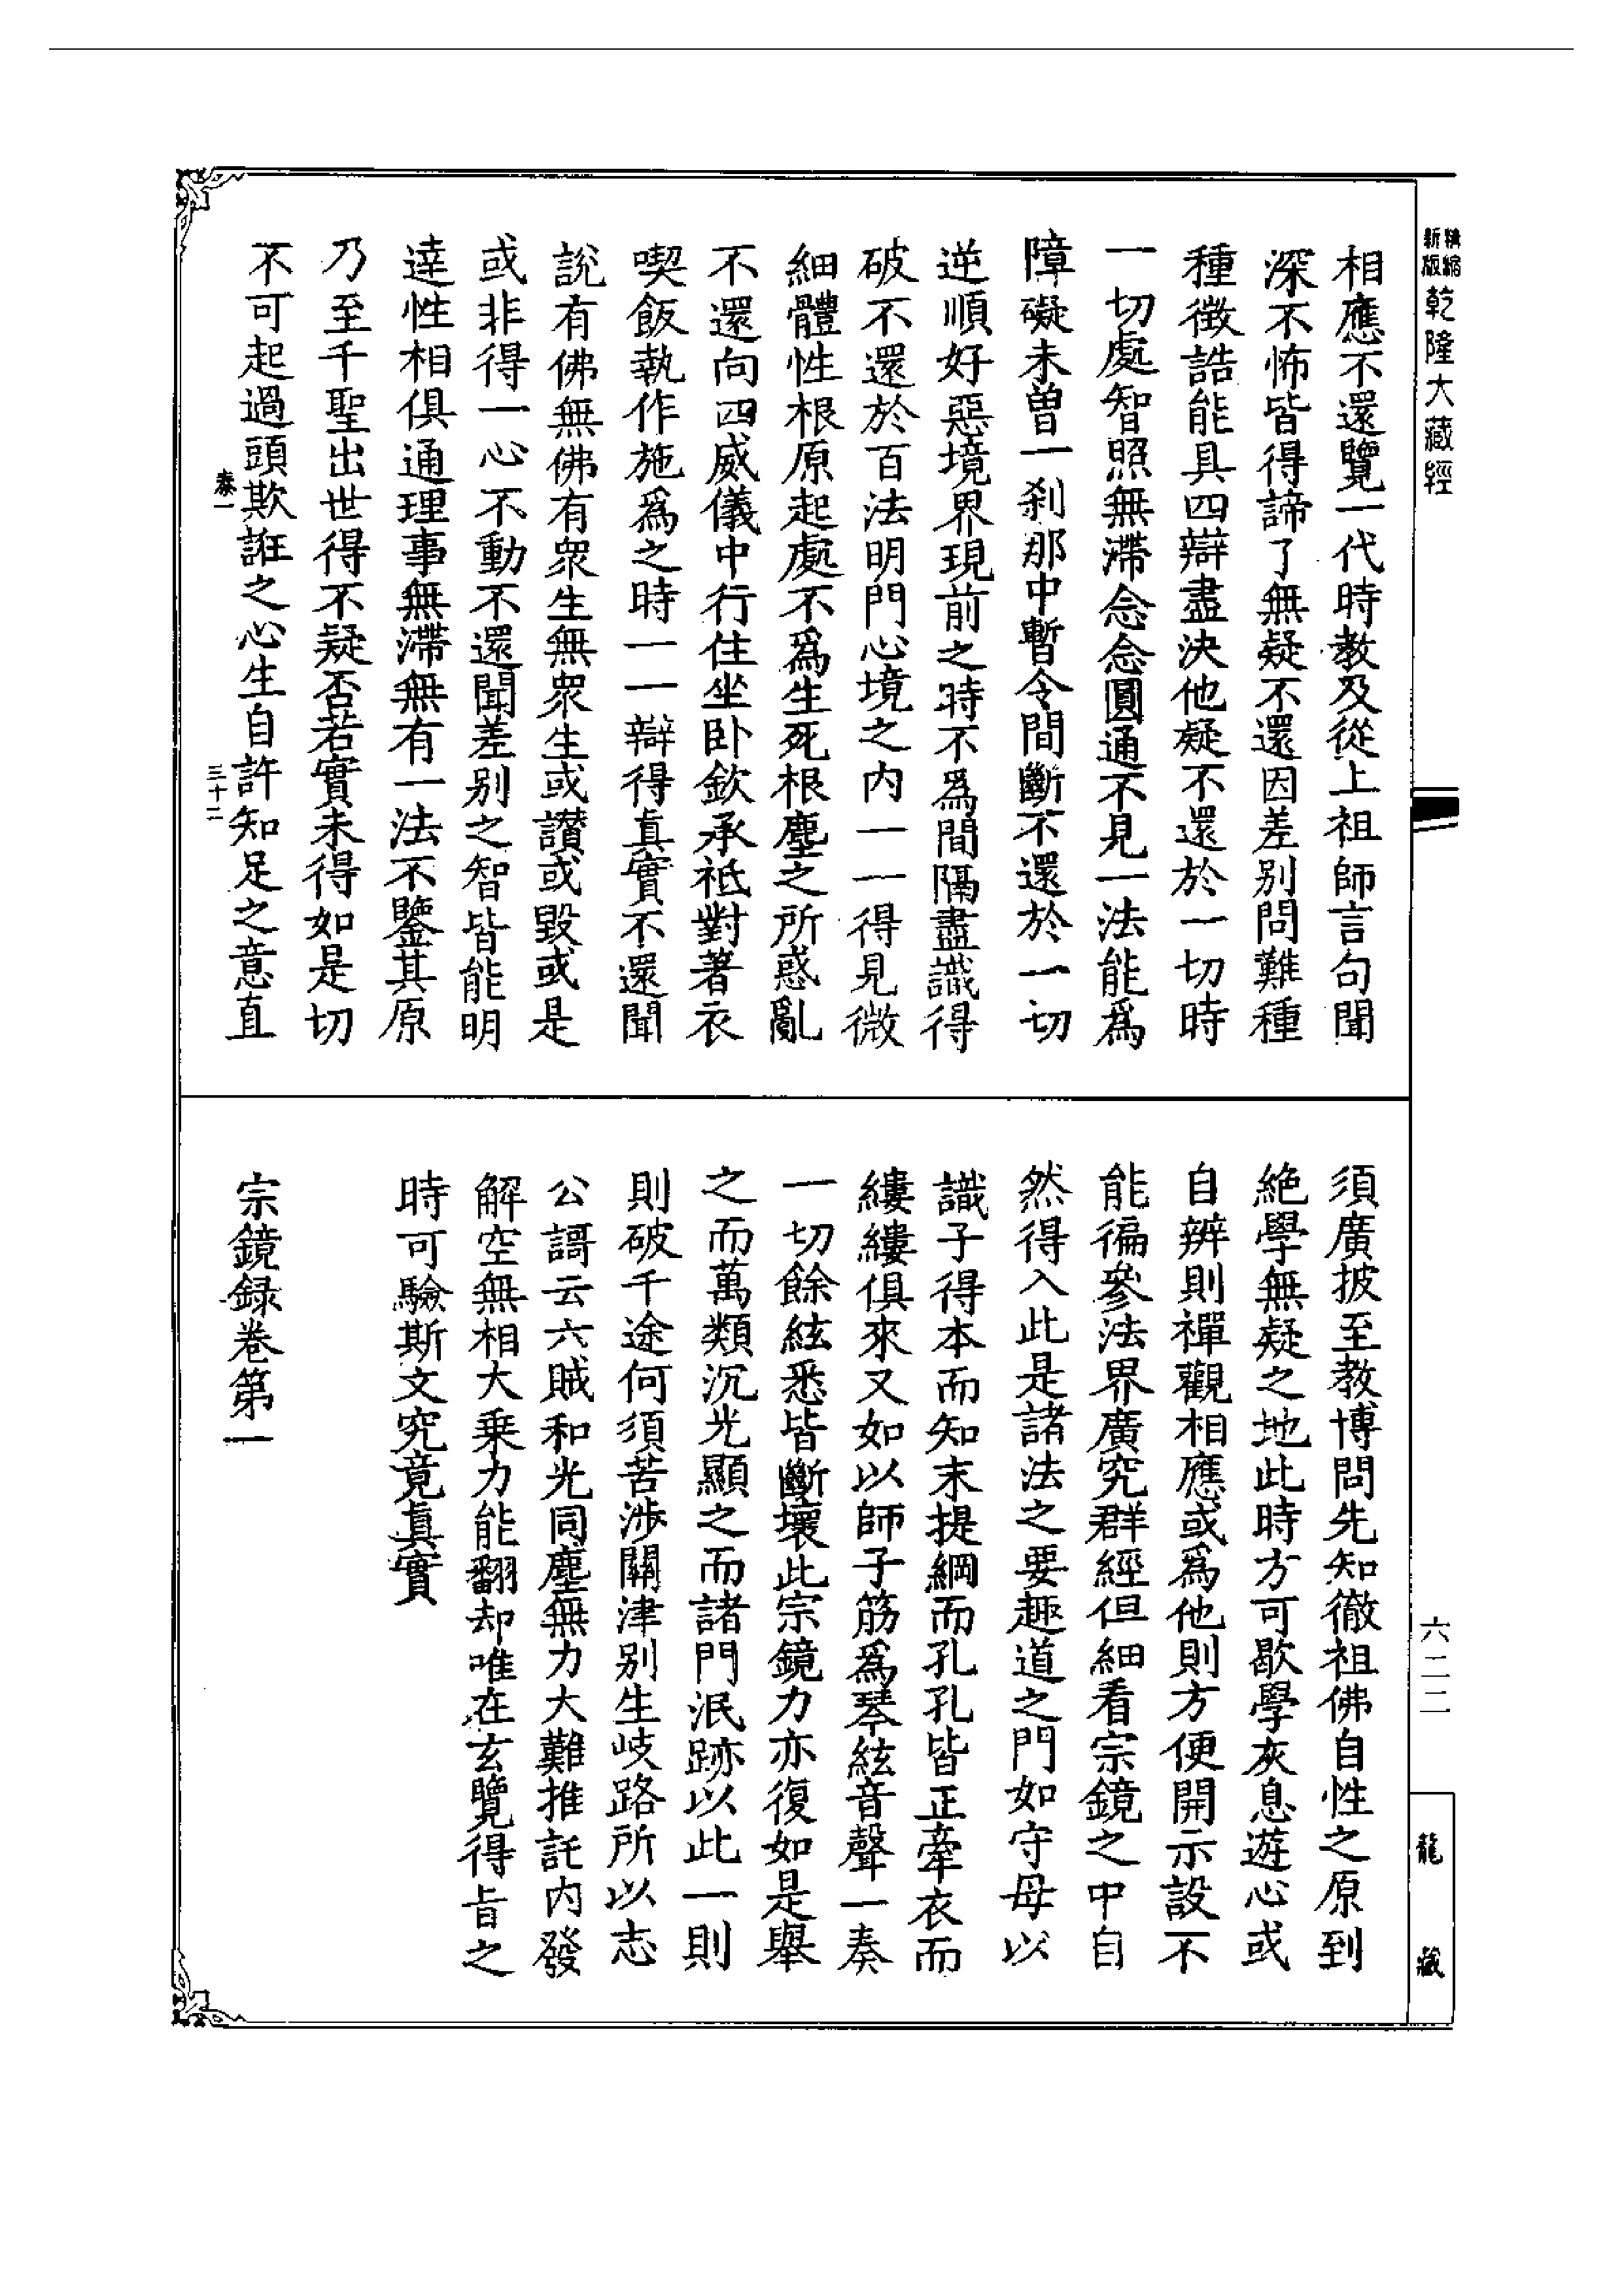 精縮
新版
乾隆大藏經
相應不還覽一代時教及從上祖師言句聞
深不怖皆得諦了無疑不還因差別問難種
種徵詰能具四辯盡決他疑不還於一切時
一切處智照無滯念念圓通不見一法能爲
障礙未曾一刹那中暫令間斷不還於一切
逆順好惡境界現前之時不爲間隔盡識得
破不還於百法明門心境之內一一得見微
細體性根原起處不爲生死根塵之所惑亂
不還向四威儀中行住坐臥欽承祗對著衣
喫飯執作施爲之時一一辯得眞實不還聞
說有佛無佛有衆生無衆生或讚或毀或是
或非得一心不動不還聞差別之智皆能明
達性相俱通理事無滯無有一法不鑒其原
乃至千聖出世得不疑否若實未得如是切
不可起過頭欺誑之心生自許知足之意直
三十二
須廣披至教博問先知徹祖佛自性之原到
絕學無疑之地此時方可歇學灰息遊心或
自辨則禪觀相應或爲他則方便開示設不
能徧參法界廣究群經但細看宗鏡之中自
然得入此是諸法之要趣道之門如守母以
識子得本而知末提綱而孔孔皆正牽衣而
縷縷俱來又如以師子筋爲琴絃音聲一奏
一切餘絃悉皆斷壞此宗鏡力亦復如是舉
之而萬類沉光顯之而諸門泯跡以此一則
則破千途何須苦涉關津別生岐路所以志
公謌云六賊和光同塵無力大難推託內發
解空無相大乘力能翻却唯在玄覽得旨之
時可驗斯文究竟眞實
宗鏡録卷第一
六二二
龍藏